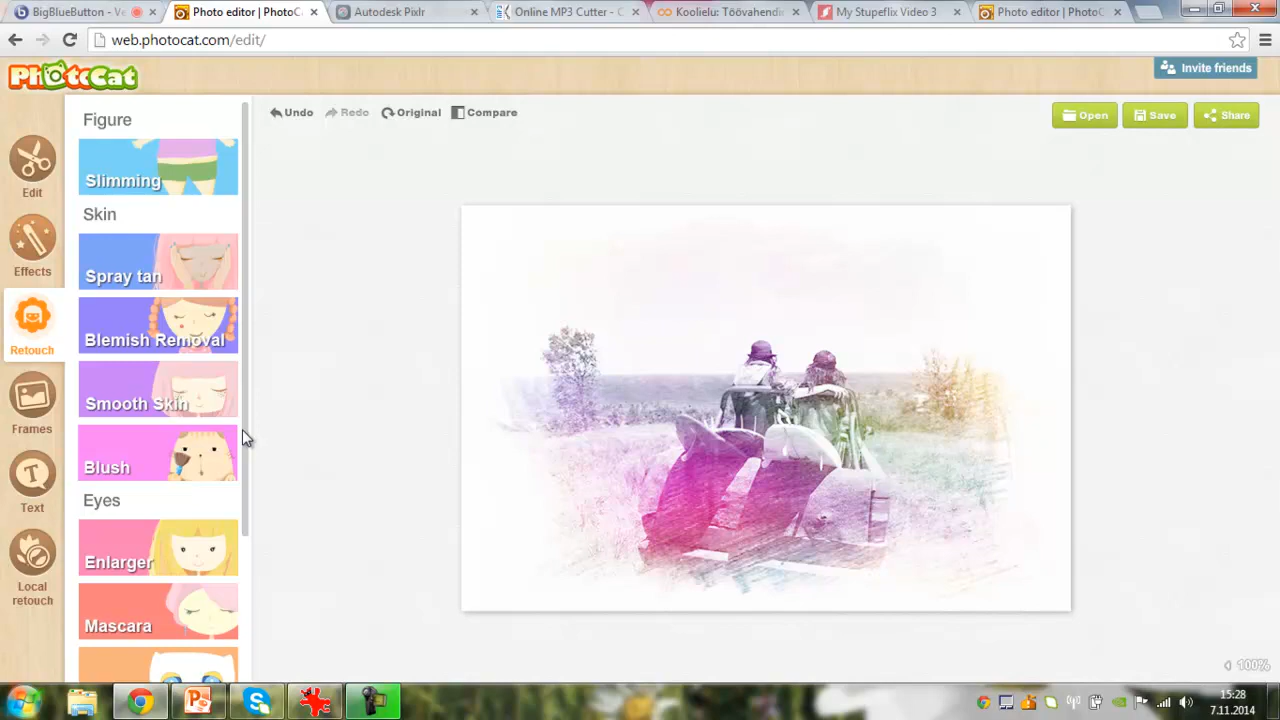 BigBlueButton -
Photo editor | PhotoC
Autodesk Pixlr
Online MP3 Cutter - C
Koolielu: Töövahendi
My Stupeflix Video 3
Photo editor | PhotoC
web.photocat.com/edit/
PhotoCat
Invite friends
Undo
Redo
Original
Compare
Open
Save
Share
Edit
Effects
Retouch
Frames
Text
Local
retouch
Figure
Slimming
Skin
Spray tan
Blemish Removal
Smooth Skin
Blush
Eyes
Enlarger
Mascara
100%
15:28
7.11.2014